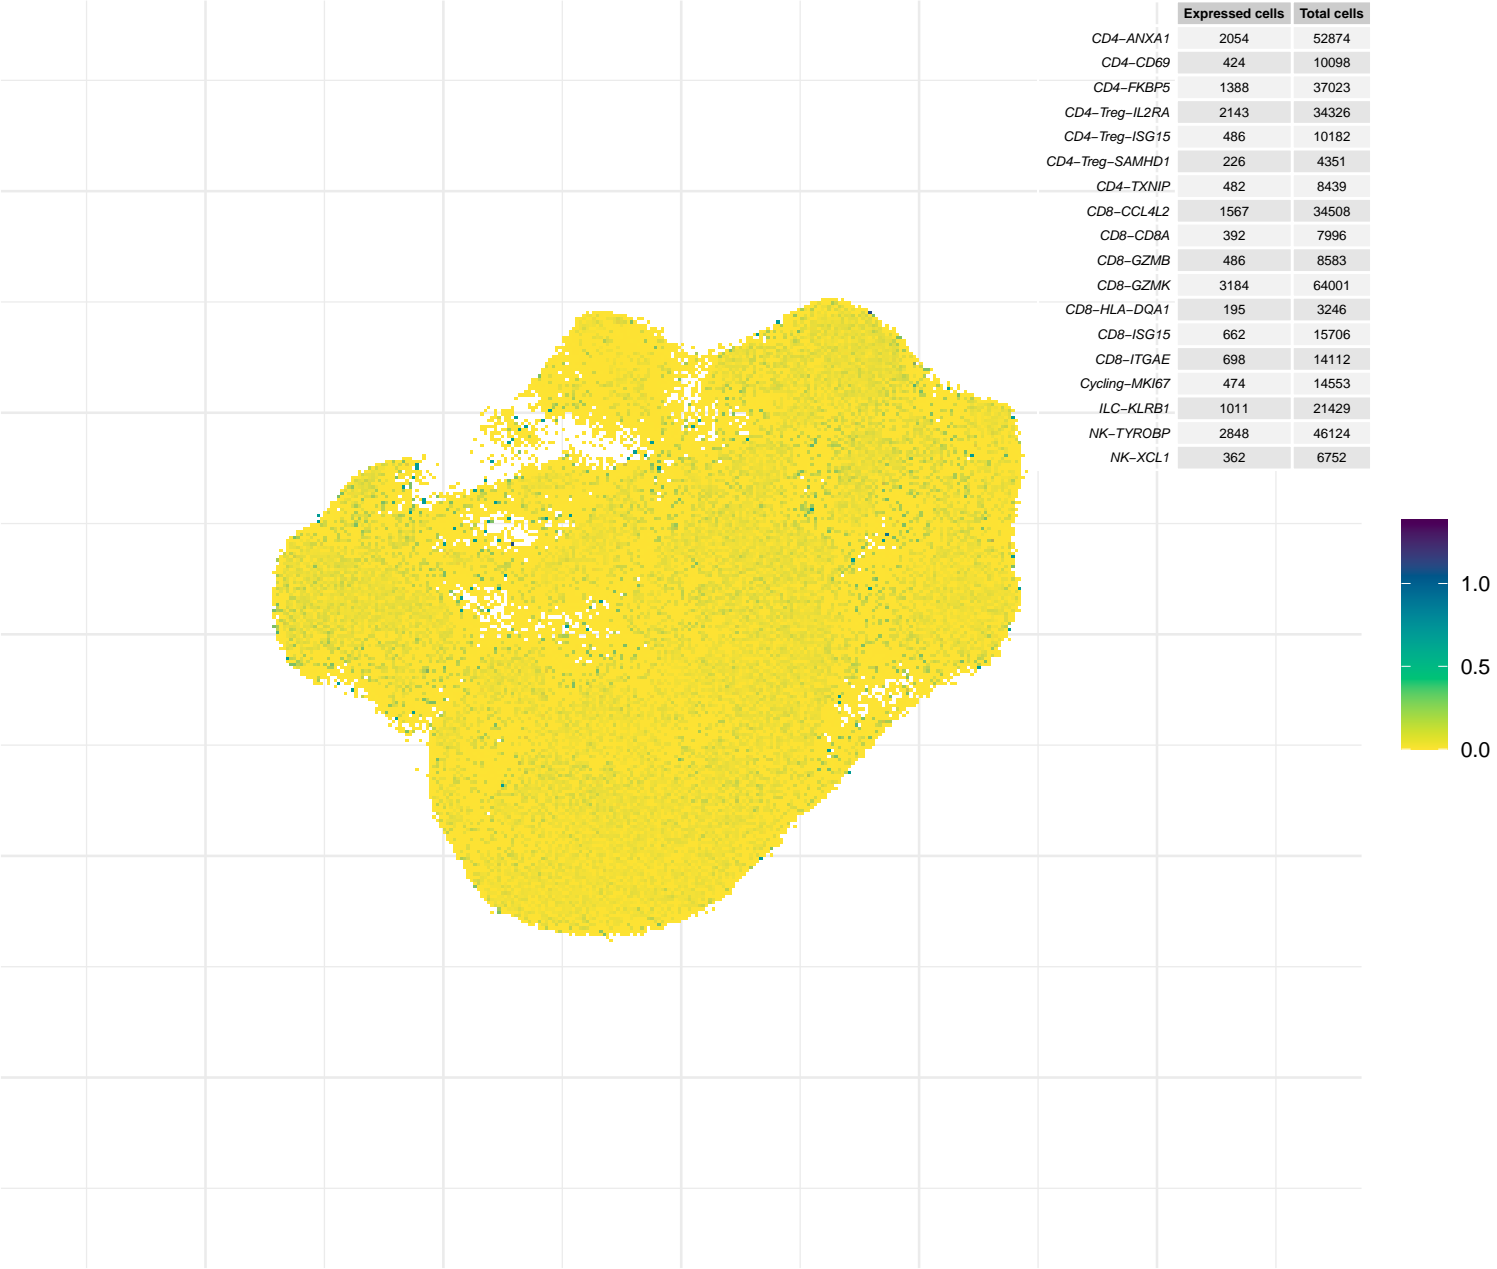 Expressed cells Total cells
CD4−ANXA1 2054 52874
CD4−CD69 424 10098
CD4−FKBP5 1388 37023
CD4−Treg−IL2RA 2143 34326
CD4−Treg−ISG15 486 10182
CD4−Treg−SAMHD1 226 4351
CD4−TXNIP 482 8439
CD8−CCL4L2 1567 34508
CD8−CD8A 392 7996
CD8−GZMB 486 8583
CD8−GZMK 3184 64001
CD8−HLA−DQA1 195 3246
CD8−ISG15 662 15706
CD8−ITGAE 698 14112
Cycling−MKI67 474 14553
ILC−KLRB1 1011 21429
NK−TYROBP 2848 46124
NK−XCL1 362 6752
1.0
0.5
0.0